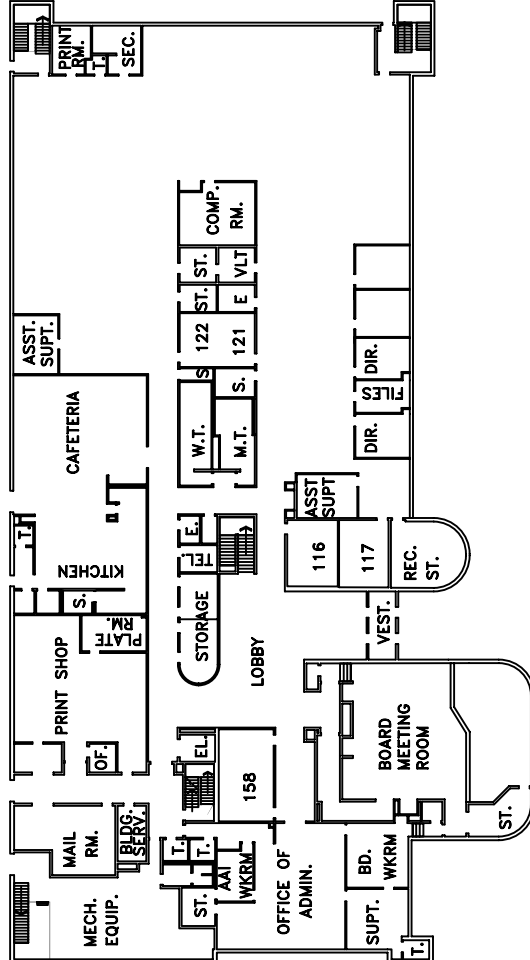 PRINT
RM.
T.
SEC.
COMP.
RM.
ST.
VLT
ST.
E
122
121
S
S.
W.T.
M.T.
ASST.
SUPT.
CAFETERIA
DIR.
TILES
DIR.
ASST
SUPT
T.
KITCHEN
S.
E.
TEL.
116
117
REC.
ST.
STORAGE
PLATE
RM.
PRINT SHOP
LOBBY
VEST.
OF.
EL.
158
BOARD
MEETING
ROOM
ST.
MAIL
RM.
BLDG.
SERV.
T.
T.
AAI
WKRM
ST.
MECH.
EQUIP.
OFFICE OF
ADMIN.
BD.
WKRM
SUPT.
T.